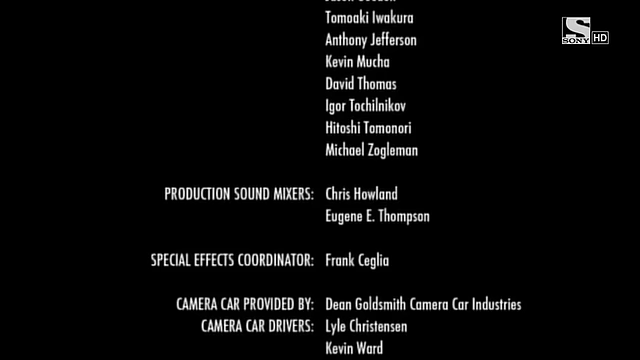 Tomoaki Iwakura
Anthony Jefferson
Kevin Mucha
David Thomas
Igor Tochilnikov
Hitoshi Tomonori
Michael Zogleman
PRODUCTION SOUND MIXERS: Chris Howland
Eugene E. Thompson
SPECIAL EFFECTS COORDINATOR: Frank Ceglia
CAMERA CAR PROVIDED BY: Dean Goldsmith Camera Car Industries
CAMERA CAR DRIVERS: Lyle Christensen
Kevin Ward
S
SONY HD